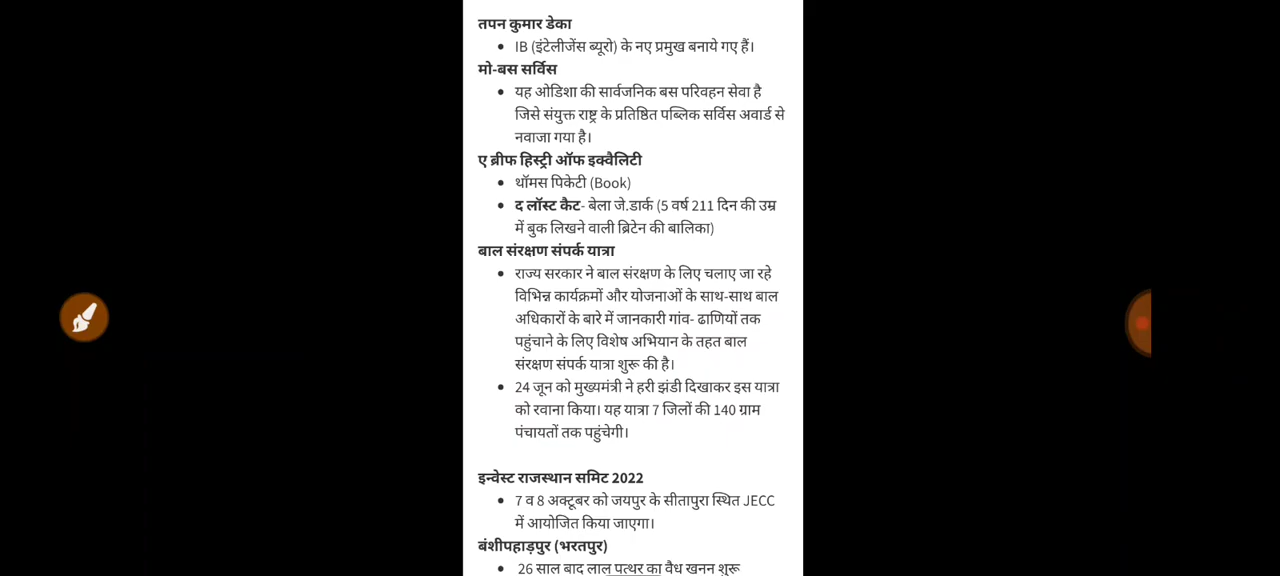 तपन कुमार डेका
• IB (इंटेलीजेंस ब्यूरो) के नए प्रमुख बनाये गए हैं।
मो-बस सर्विस
• यह ओडिशा की सार्वजनिक बस परिवहन सेवा है
जिसे संयुक्त राष्ट्र के प्रतिष्ठित पब्लिक सर्विस अवार्ड से
नवाजा गया है।
ए ब्रीफ हिस्ट्री ऑफ इक्वैलिटी
• थॉमस पिकेटी (Book)
• द लॉस्ट कैट- बेला जे.डार्क (5 वर्ष 211 दिन की उम्र
में बुक लिखने वाली ब्रिटेन की बालिका)
बाल संरक्षण संपर्क यात्रा
• राज्य सरकार ने बाल संरक्षण के लिए चलाए जा रहे
विभिन्न कार्यक्रमों और योजनाओं के साथ-साथ बाल
अधिकारों के बारे में जानकारी गांव- ढाणियों तक
पहुंचाने के लिए विशेष अभियान के तहत बाल
संरक्षण संपर्क यात्रा शुरू की है।
• 24 जून को मुख्यमंत्री ने हरी झंडी दिखाकर इस यात्रा
को रवाना किया। यह यात्रा 7 जिलों की 140 ग्राम
पंचायतों तक पहुंचेगी।
इन्वेस्ट राजस्थान समिट 2022
• 7 व 8 अक्टूबर को जयपुर के सीतापुरा स्थित JECC
में आयोजित किया जाएगा।
बंशीपहाड़पुर (भरतपुर)
• 26 साल बाद लाल पत्थर का वैध खनन शुरू